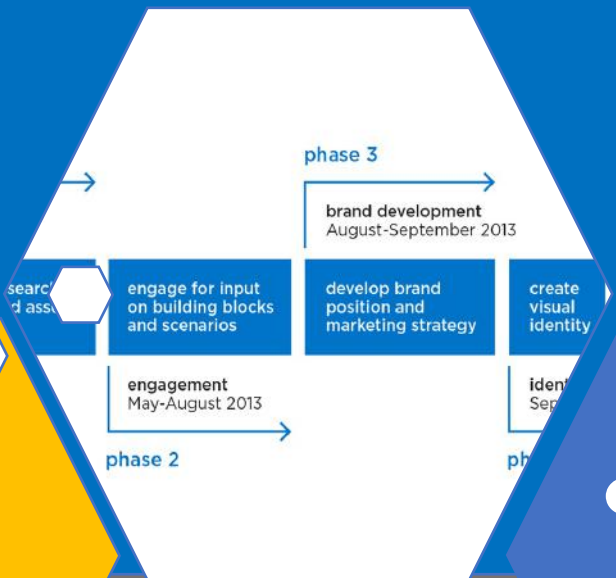 phase 3
brand development
August-September 2013
engage for input
on building blocks
and scenarios
develop brand
position and
marketing strategy
create
visual
identity
engagement
May-August 2013
phase 2